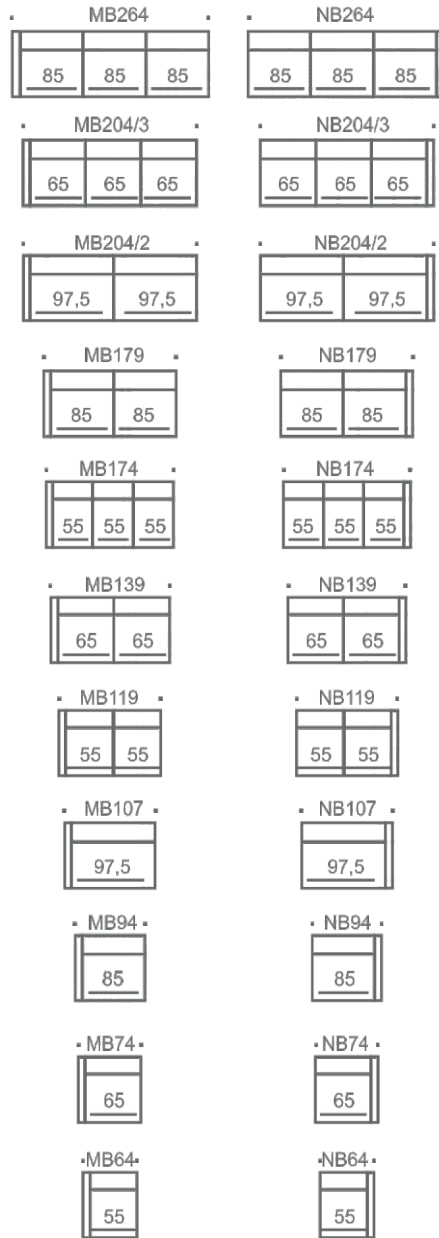 MB264 NB264
85 85 85 85 85 85
MB204/3 NB204/3
65 65 65 65 65 65
MB204/2 NB204/2
97,5 97,5 97,5 97,5
MB179 NB179
85 85 85 85
MB174 NB174
55 55 55 55 55 55
MB139 NB139
65 65 65 65
MB119 NB119
55 55 55 55
MB107 NB107
97,5 97,5
MB94 NB94
85 85
MB74 NB74
65 65
MB64 NB64
55 55